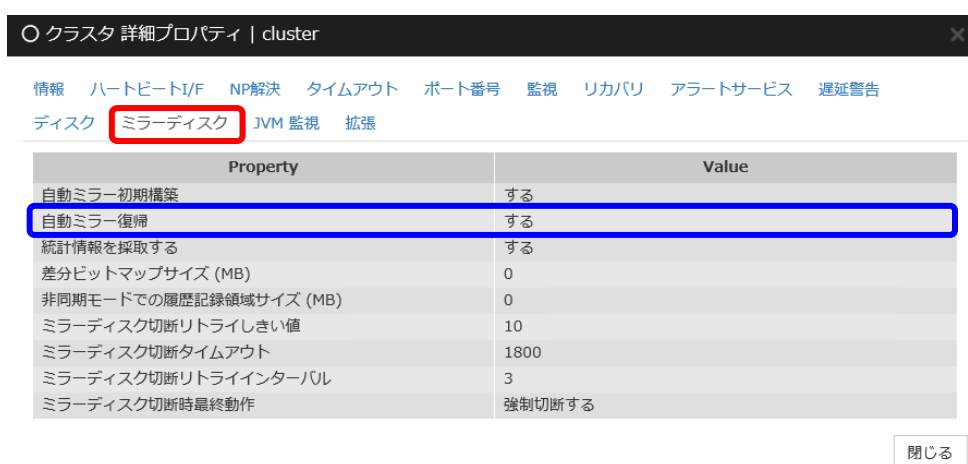 クラスタ 詳細プロパティ | cluster
情報 ハートビートI/F NP解決 タイムアウト ポート番号 監視 リカバリ アラートサービス 遅延警告
ディスク ミラーディスク JVM 監視 拡張
Property Value
自動ミラー初期構築 する
自動ミラー復帰 する
統計情報を採取する する
差分ビットマップサイズ (MB) 0
非同期モードでの履歴記録領域サイズ (MB) 0
ミラーディスク切断リトライしきい値 10
ミラーディスク切断タイムアウト 1800
ミラーディスク切断リトライインターバル 3
ミラーディスク切断時最終動作 強制切断する
閉じる